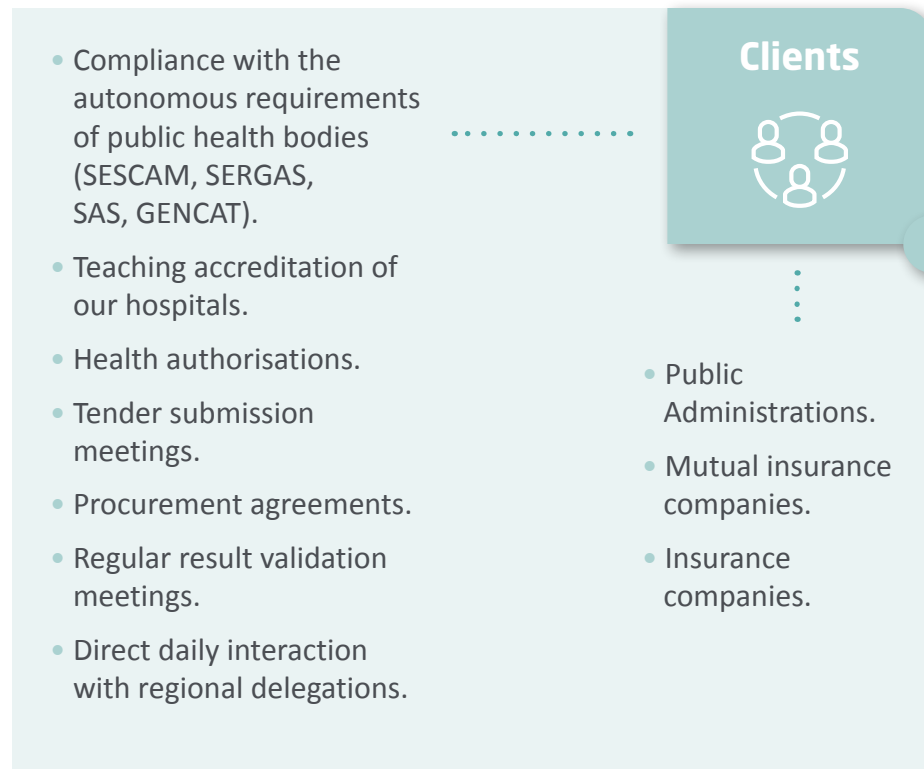 • Compliance with the
autonomous requirements
of public health bodies
(SESCAM, SERGAS,
SAS, GENCAT).
• Teaching accreditation of
our hospitals.
• Health authorisations.
• Tender submission
meetings.
• Procurement agreements.
• Regular result validation
meetings.
• Direct daily interaction
with regional delegations.
Clients
• Public
Administrations.
• Mutual insurance
companies.
• Insurance
companies.